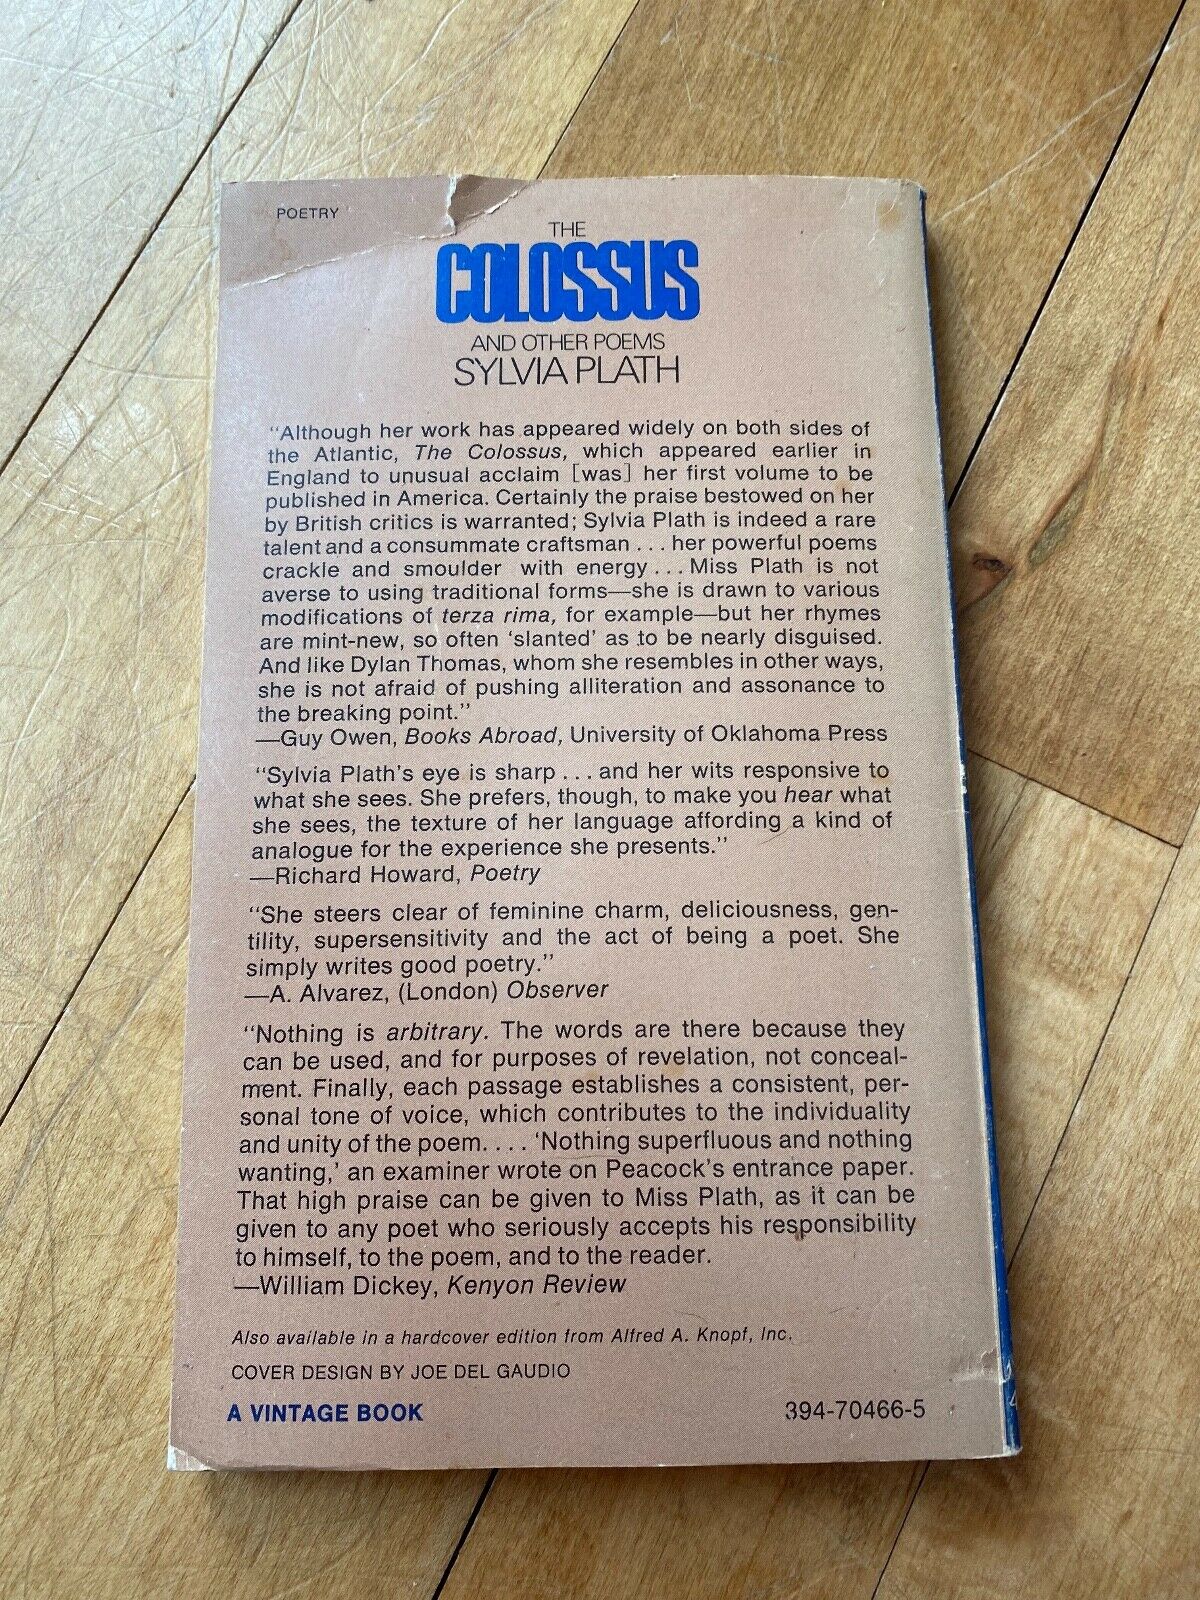 POETRY
THE
COLOSSUS
AND OTHER POEMS
SYLVIA PLATH
"Although her work has appeared widely on both sides of
the Atlantic, The Colossus, which appeared earlier in
England to unusual acclaim [was] her first volume to be
published in America. Certainly the praise bestowed on her
by British critics is warranted; Sylvia Plath is indeed a rare
talent and a consummate craftsman . . . her powerful poems
crackle and smoulder with energy . . . Miss Plath is not
averse to using traditional forms—she is drawn to various
modifications of terza rima, for example—but her rhymes
are mint-new, so often 'slanted' as to be nearly disguised.
And like Dylan Thomas, whom she resembles in other ways,
she is not afraid of pushing alliteration and assonance to
the breaking point."
—Guy Owen, Books Abroad, University of Oklahoma Press
"Sylvia Plath's eye is sharp . . . and her wits responsive to
what she sees. She prefers, though, to make you hear what
she sees, the texture of her language affording a kind of
analogue for the experience she presents."
—Richard Howard, Poetry
"She steers clear of feminine charm, deliciousness, gen-
tility, supersensitivity and the act of being a poet. She
simply writes good poetry."
—A. Alvarez, (London) Observer
"Nothing is arbitrary. The words are there because they
can be used, and for purposes of revelation, not conceal-
ment. Finally, each passage establishes a consistent, per-
sonal tone of voice, which contributes to the individuality
and unity of the poem. . . . 'Nothing superfluous and nothing
wanting,' an examiner wrote on Peacock's entrance paper.
That high praise can be given to Miss Plath, as it can be
given to any poet who seriously accepts his responsibility
to himself, to the poem, and to the reader.
—William Dickey, Kenyon Review
Also available in a hardcover edition from Alfred A. Knopf, Inc.
COVER DESIGN BY JOE DEL GAUDIO
A VINTAGE BOOK
394-70466-5